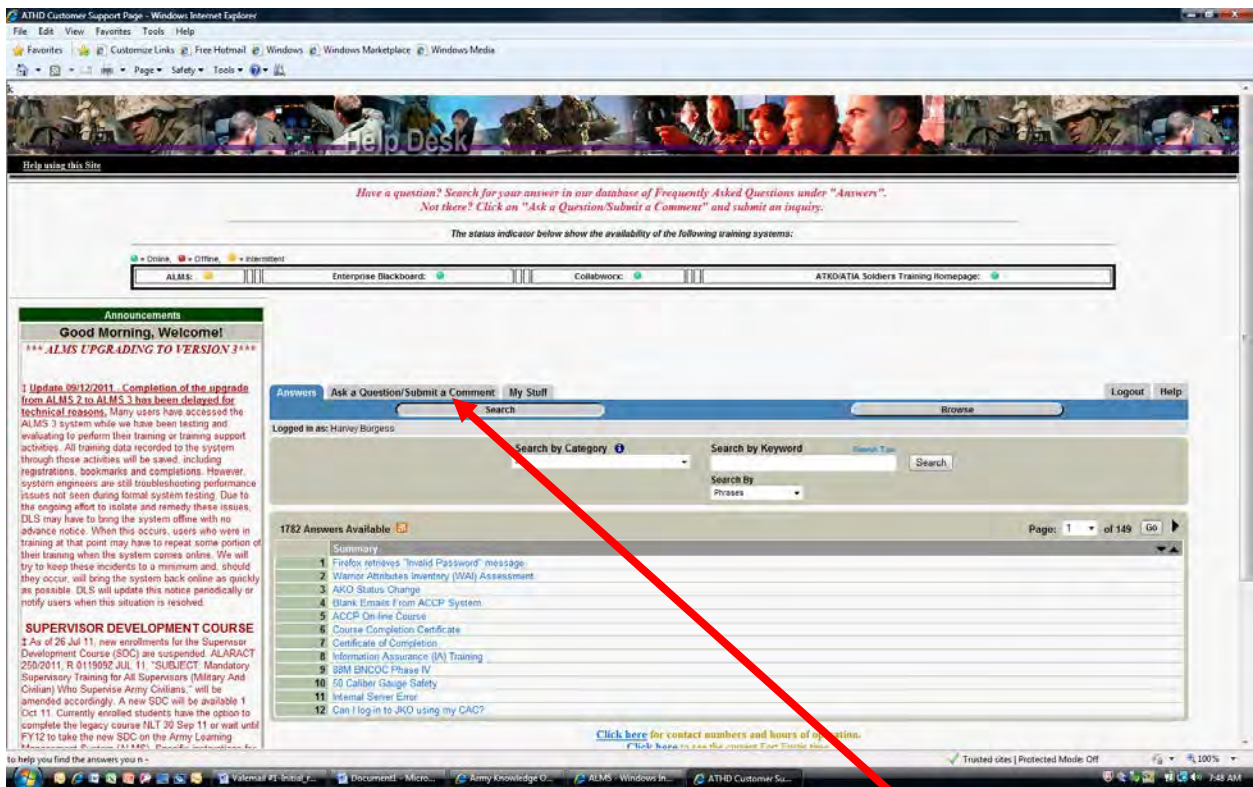 ATHD Customer Support Page - Windows Internet Explorer
File Edit View Favorites Tools Help
Favorites Customize Links Free Hotmail Windows Windows Marketplace Windows Media
Page Safety Tools
k
Help Desk
Help using this Site
Have a question? Search for your answer in our database of Frequently Asked Questions under "Answers".
Not there? Click on "Ask a Question/Submit a Comment" and submit an inquiry.
The status indicator below show the availability of the following training systems:
= Online, = Offline, = Intermittent
ALMS: Enterprise Blackboard: Collabworx: ATKO/ATIA Soldiers Training Homepage:
Announcements
Good Morning, Welcome!
*** ALMS UPGRADING TO VERSION 3***
‡ Update 09/12/2011 . Completion of the upgrade
from ALMS 2 to ALMS 3 has been delayed for
technical reasons. Many users have accessed the
ALMS 3 system while we have been testing and
evaluating to perform their training or training support
activities. All training data recorded to the system
through those activities will be saved, including
registrations, bookmarks and completions. However,
system engineers are still troubleshooting performance
issues not seen during formal system testing. Due to
the ongoing effort to isolate and remedy these issues,
DLS may have to bring the system offline with no
advance notice. When this occurs, users who were in
training at that point may have to repeat some portion of
their training when the system comes online. We will
try to keep these incidents to a minimum and, should
they occur, will bring the system back online as quickly
as possible. DLS will update this notice periodically or
notify users when this situation is resolved.
SUPERVISOR DEVELOPMENT COURSE
‡ As of 26 Jul 11, new enrollments for the Supervisor
Development Course (SDC) are suspended. ALARACT
250/2011, R 011909Z JUL 11, "SUBJECT: Mandatory
Supervisory Training for All Supervisors (Military And
Civilian) Who Supervise Army Civilians," will be
amended accordingly. A new SDC will be available 1
Oct 11. Currently enrolled students have the option to
complete the legacy course NLT 30 Sep 11 or wait until
FY12 to take the new SDC on the Army Learning
Answers Ask a Question/Submit a Comment My Stuff Logout Help
Search Browse
Logged in as: Harvey Burgess
Search by Category Search by Keyword Search Tips
Search
Search By
Phrases
1782 Answers Available Page: 1 of 149 Go
Summary
1 Firefox retrieves "Invalid Password" message
2 Warrior Attributes Inventory (WAI) Assessment
3 AKO Status Change
4 Blank Emails From ACCP System
5 ACCP On-line Course
6 Course Completion Certificate
7 Certificate of Completion
8 Information Assurance (IA) Training
9 88M BNCOC Phase IV
10 50 Caliber Gauge Safety
11 Internal Server Error
12 Can I log in to JKO using my CAC?
Click here for contact numbers and hours of operation.
Click here to see the current Fort Eustis time
to help you find the answers you n - Trusted sites | Protected Mode: Off 100%
Valemail #1-Initial_r... Document1 - Micro... Army Knowledge O... ALMS - Windows In... ATHD Customer Su... 7:48 AM